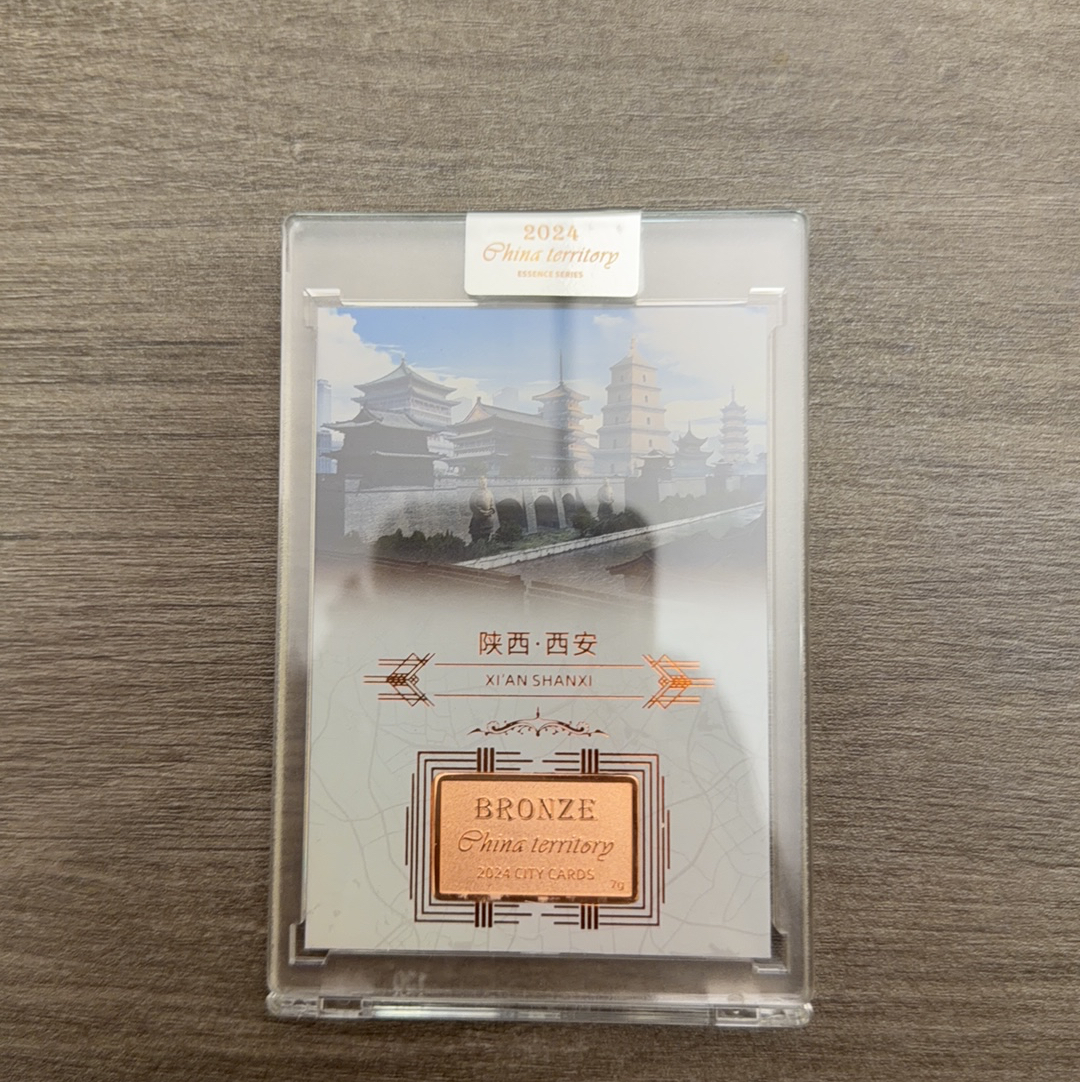 2024
China territory
ESSENCE SERIES
陕西·西安
XI'AN SHANXI
BRONZE
China territory
2024 CITY CARDS
7g